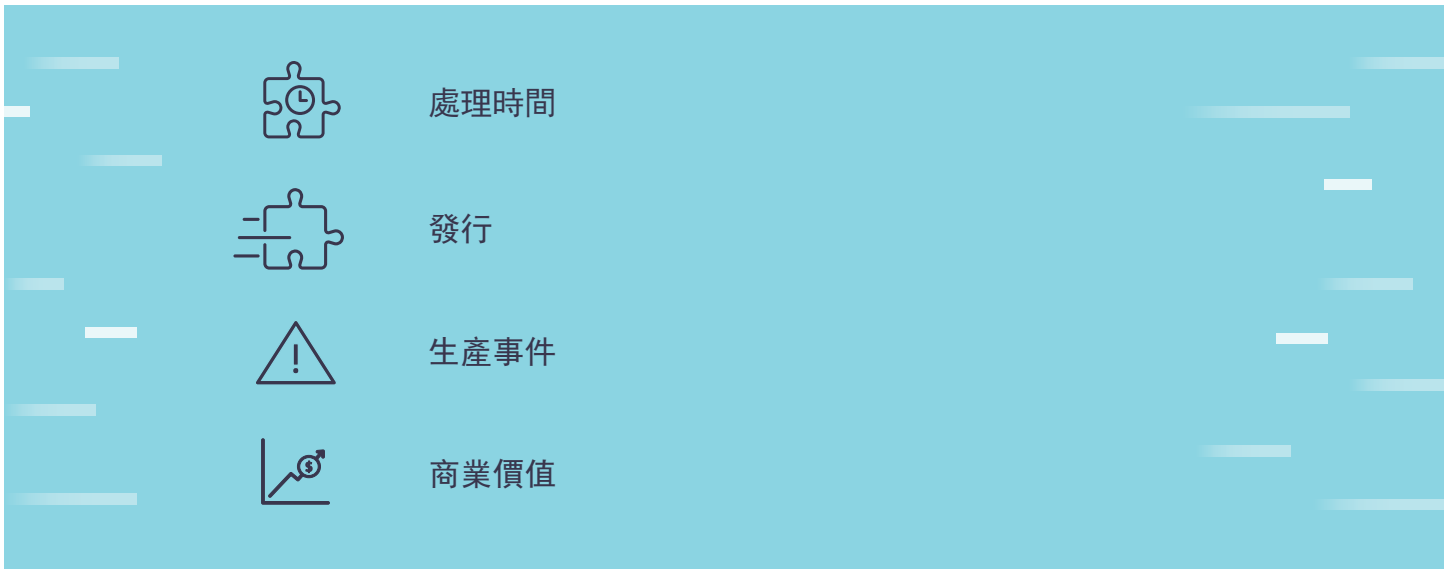 處理時間
發行
生產事件
商業價值